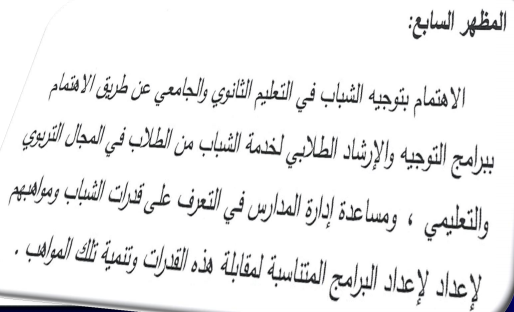 المظهر السابع:
الاهتمام بتوجيه الشباب في التعليم الثانوي والجامعي عن طريق الاهتمام
ببرامج التوجيه والإرشاد الطلابي لخدمة الشباب من الطلاب في المجال التربوي
والتعليمي ، ومساعدة إدارة المدارس في التعرف على قدرات الشباب ومواهبهم
لإعداد لإعداد البرامج المتناسبة لمقابلة هذه القدرات وتنمية تلك المواهب .